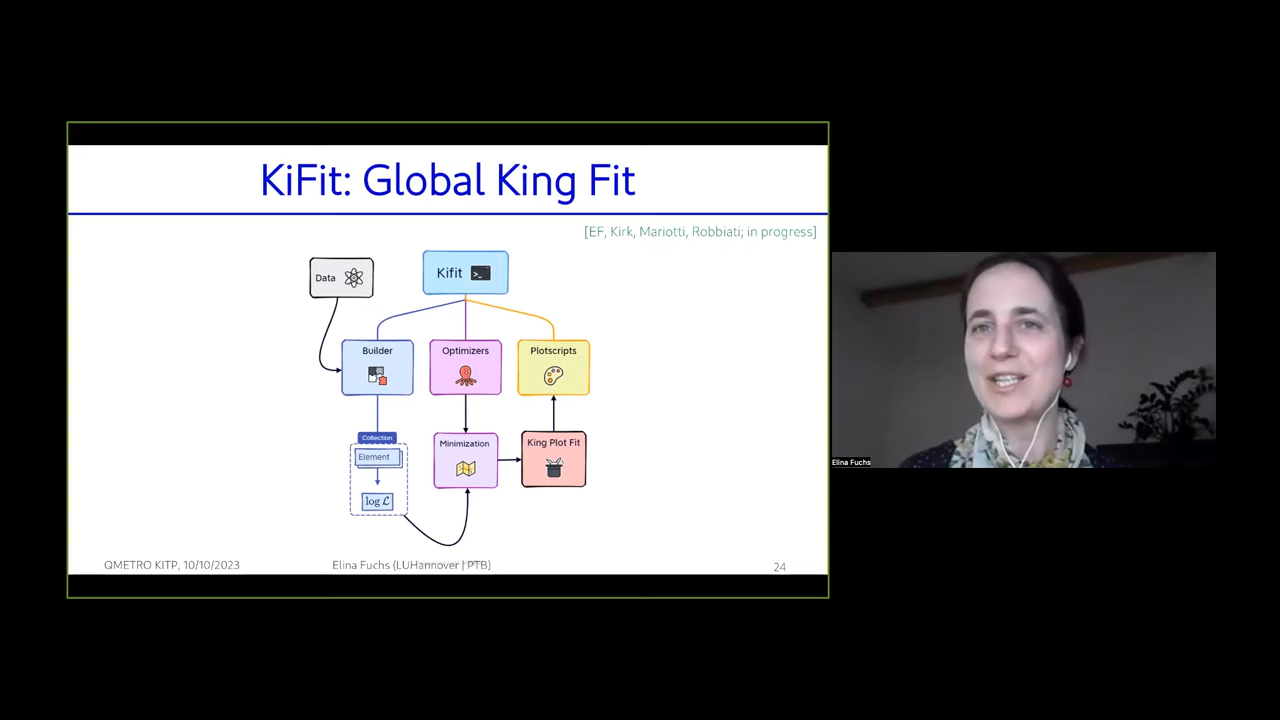 KiFit: Global King Fit
[EF, Kirk, Mariotti, Robbiati; in progress]
Data
Kifit
>_
Builder
Optimizers
Plotscripts
Collection
Element
log ℒ
Minimization
King Plot Fit
QMETRO KITP, 10/10/2023
Elina Fuchs (LUHannover | PTB)
24
Elina Fuchs